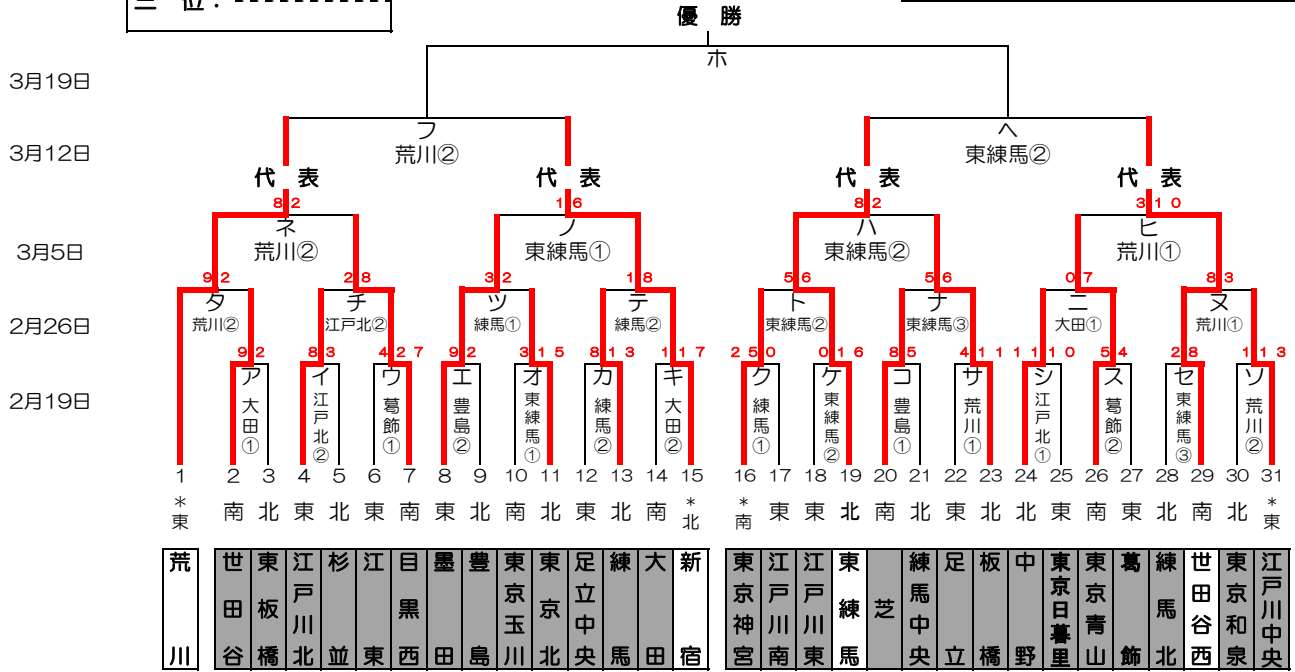 三 位：
優 勝
ホ
3月19日
フ ヘ
3月12日 荒川② 東練馬②
代 表 代 表 代 表 代 表
8 2 1 6 8 2 3 1 0
ネ ノ ハ ヒ
3月5日 荒川② 東練馬① 東練馬② 荒川①
9 2 2 8 3 2 1 8 5 6 5 6 0 7 8 3
タ チ ツ テ ト ナ ニ ヌ
2月26日 荒川② 江戸北② 練馬① 練馬② 東練馬② 東練馬③ 大田① 荒川①
9 2 8 3 4 2 7 9 2 3 1 5 8 1 3 1 1 7 2 5 0 0 1 6 8 5 4 1 1 1 1 1 0 5 4 2 8 1 1 3
ア イ ウ エ オ カ キ ク ケ コ サ シ ス セ ソ
2月19日 大田① 江戸北② 葛飾① 豊島② 東練馬① 練馬② 大田② 練馬① 東練馬② 豊島① 荒川① 江戸北① 葛飾② 東練馬③ 荒川②
1 2 3 4 5 6 7 8 9 10 11 12 13 14 15 16 17 18 19 20 21 22 23 24 25 26 27 28 29 30 31
*東 南 北 東 北 東 南 東 北 南 北 東 北 南 *北 *南 東 東 北 南 北 東 北 北 東 南 東 北 南 北 *東
荒川 世田谷 東板橋 江戸川北 杉並 江東 目黒西 墨田 豊島 東京玉川 東京北 足立中央 練馬 大田 新宿 東京神宮 江戸川南 江戸川東 東練馬 芝 練馬中央 足立 板橋 中野 東京日暮里 東京青山 葛飾 練馬北 世田谷西 東京和泉 江戸川中央